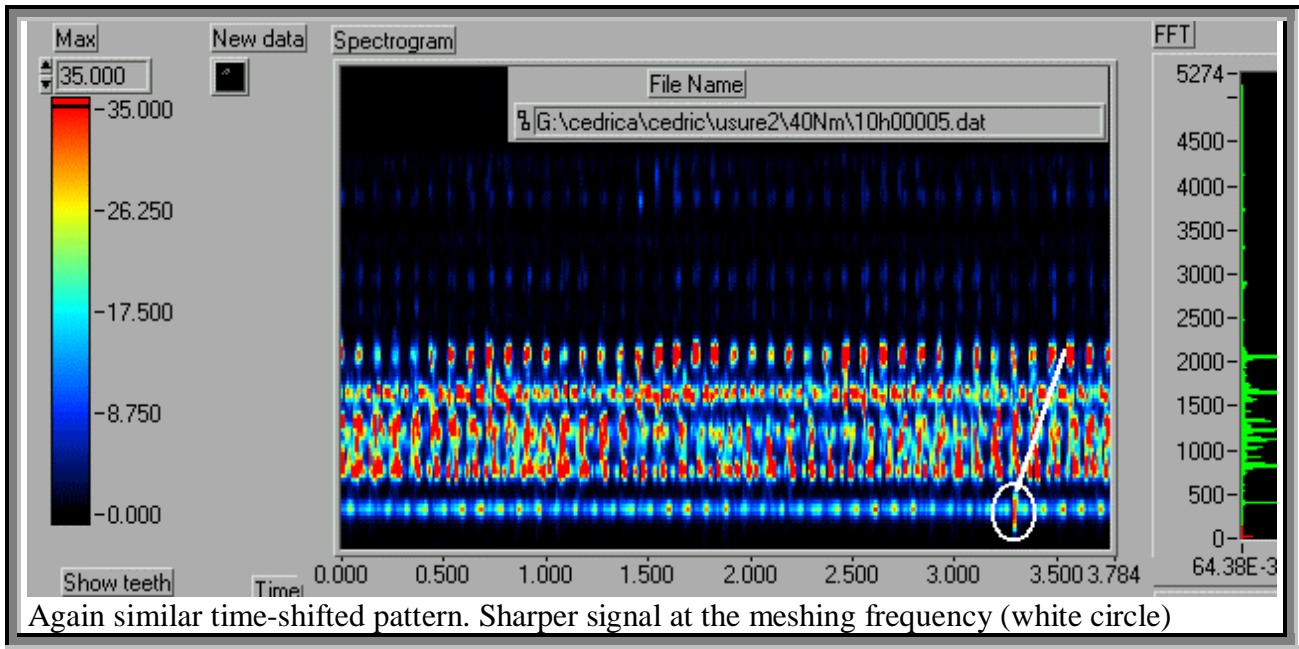 Max
New data
Spectrogram
FFT
35.000
File Name
G:\cedrica\cedric\usure2\40Nm\10h00005.dat
-35.000
-26.250
-17.500
-8.750
-0.000
5274-
4500-
4000-
3500-
3000-
2500-
2000-
1500-
1000-
500-
0-
64.38E-3
0.000 0.500 1.000 1.500 2.000 2.500 3.000 3.500 3.784
Show teeth
Time
Again similar time-shifted pattern. Sharper signal at the meshing frequency (white circle)